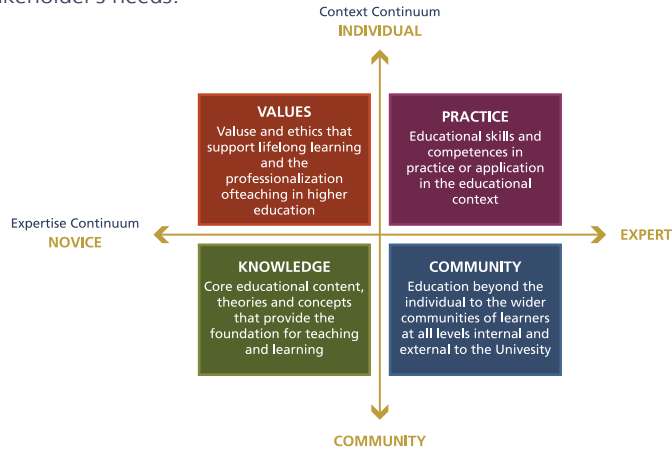 akeholder's needs?
Context Continuum
INDIVIDUAL
VALUES
Valuse and ethics that
support lifelong learning
and the
professionalization
ofteaching in higher
education
PRACTICE
Educational skills and
competences in
practice or application
in the educational
context
Expertise Continuum
NOVICE
EXPERT
KNOWLEDGE
Core educational content,
theories and concepts
that provide the
foundation for teaching
and learning
COMMUNITY
Education beyond the
individual to the wider
communities of learners
at all levels internal and
external to the Univesity
COMMUNITY